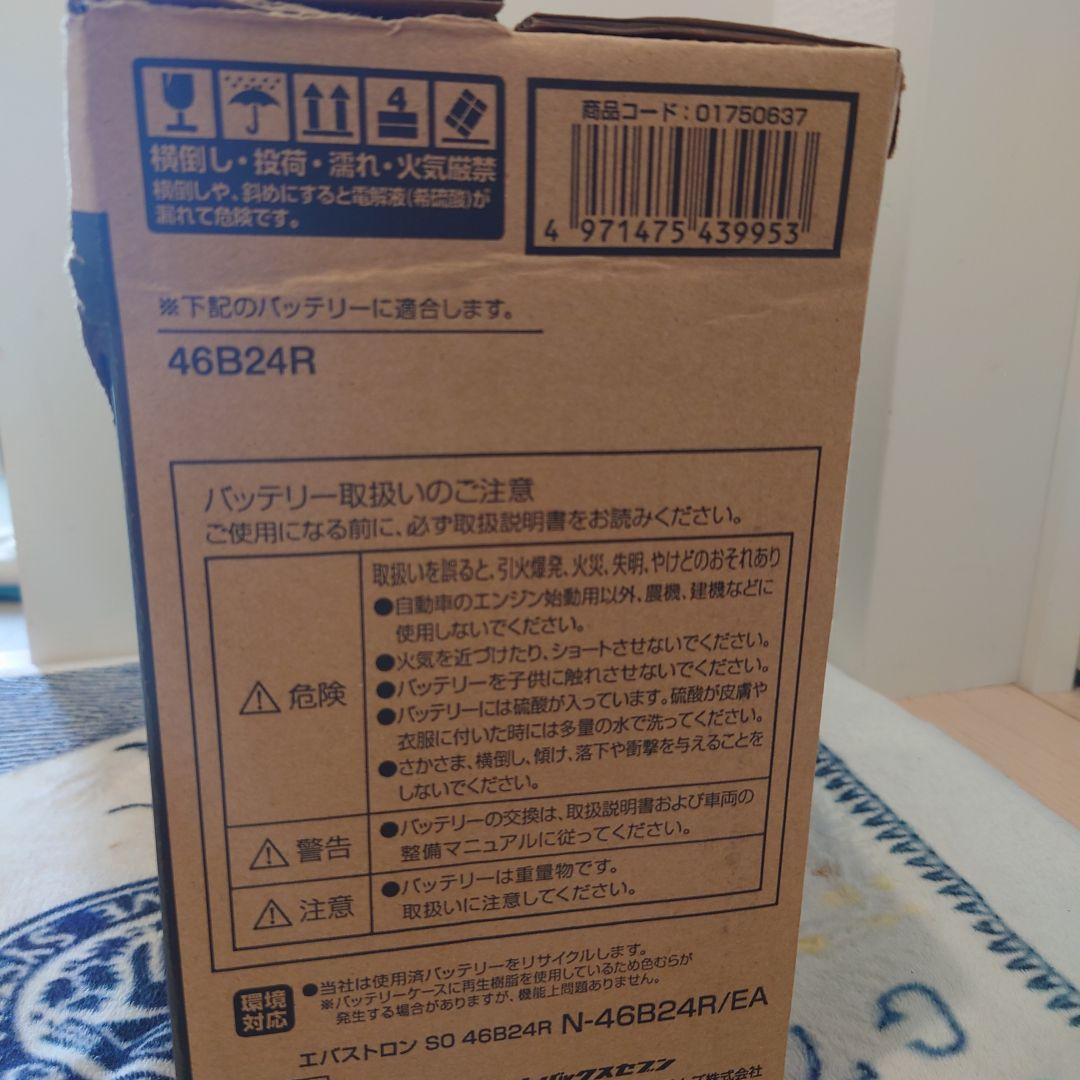 4
横倒し・投荷・濡れ・火気厳禁
横倒しや、斜めにすると電解液(希硫酸)が
漏れて危険です。
商品コード：01750637
4 971475 439953
※下記のバッテリーに適合します。
46B24R
バッテリー取扱いのご注意
ご使用になる前に、必ず取扱説明書をお読みください。
危険
取扱いを誤ると、引火爆発、火災、失明、やけどのおそれあり
●自動車のエンジン始動用以外、農機、建機などに
使用しないでください。
●火気を近づけたり、ショートさせないでください。
●バッテリーを子供に触れさせないでください。
●バッテリーには硫酸が入っています。硫酸が皮膚や
衣服に付いた時には多量の水で洗ってください。
●さかさま、横倒し、傾け、落下や衝撃を与えることを
しないでください。
警告
●バッテリーの交換は、取扱説明書および車両の
整備マニュアルに従ってください。
注意
●バッテリーは重量物です。
取扱いに注意してください。
環境
対応
●当社は使用済バッテリーをリサイクルします。
※バッテリーケースに再生樹脂を使用しているため色むらが
発生する場合がありますが、機能上問題ありません。
エバストロン SO 46B24R N-46B24R/EA
バックスセブン
株式会社